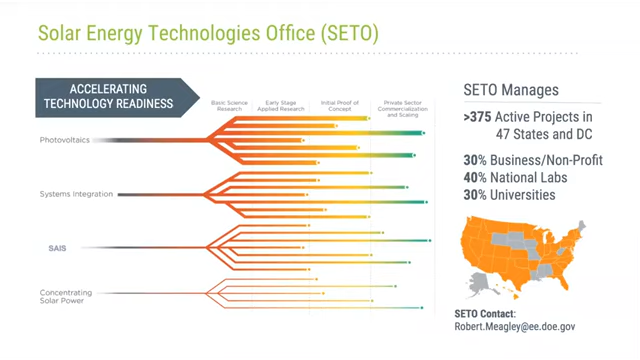 Solar Energy Technologies Office (SETO)
ACCELERATING
TECHNOLOGY READINESS
Basic Science
Research
Early Stage
Applied Research
Initial Proof of
Concept
Private Sector
Commercialization
and Scaling
Photovoltaics
Systems Integration
SAIS
Concentrating
Solar Power
SETO Manages
>375 Active Projects in
47 States and DC
30% Business/Non-Profit
40% National Labs
30% Universities
SETO Contact:
Robert.Meagley@ee.doe.gov